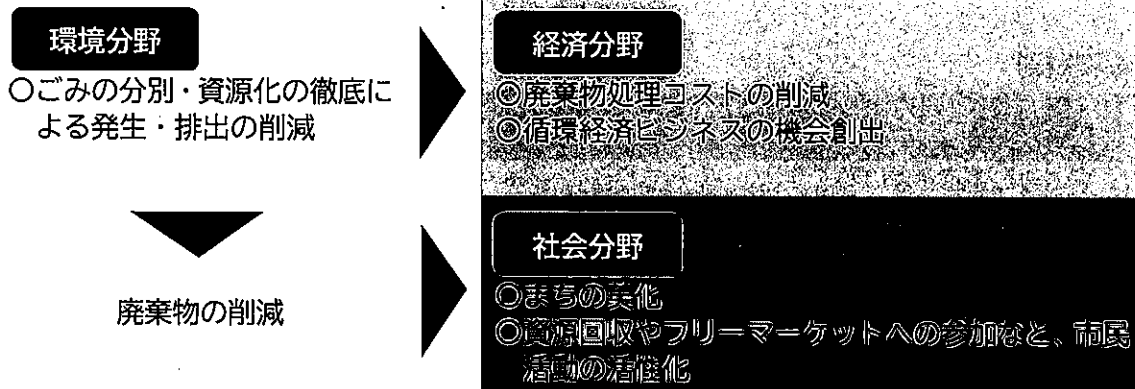 環境分野
○ごみの分別・資源化の徹底に
よる発生・排出の削減
廃棄物の削減
経済分野
◎廃棄物処理コストの削減
◎循環経済ビジネスの機会創出
社会分野
◎まちの美化
◎資源回収やフリーマーケットへの参加など、市民
活動の活性化